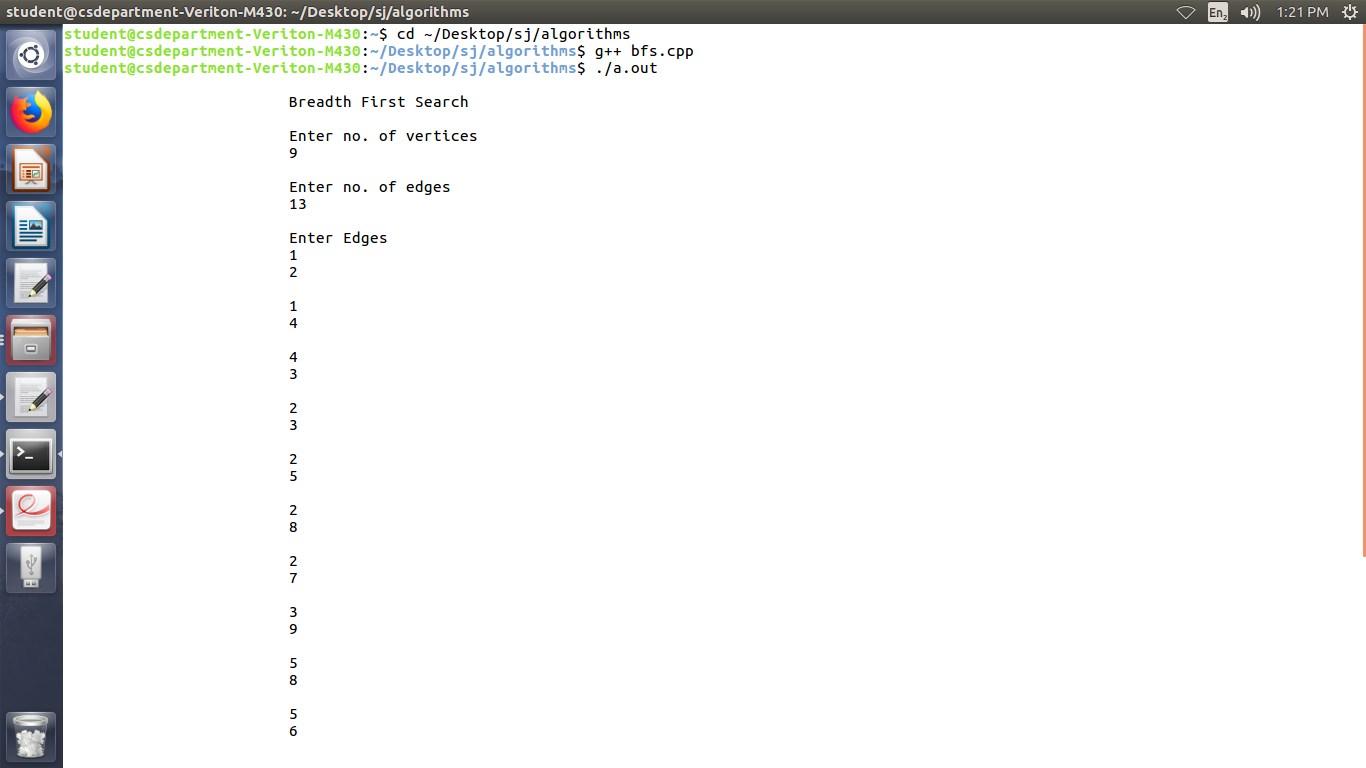 student@csdepartment-Veriton-M430: ~/Desktop/sj/algorithms
En2
1:21 PM
student@csdepartment-Veriton-M430:~$ cd ~/Desktop/sj/algorithms
student@csdepartment-Veriton-M430:~/Desktop/sj/algorithms$ g++ bfs.cpp
student@csdepartment-Veriton-M430:~/Desktop/sj/algorithms$ ./a.out
Breadth First Search
Enter no. of vertices
9
Enter no. of edges
13
Enter Edges
1
2
1
4
4
3
2
3
2
5
2
8
2
7
3
9
5
8
5
6